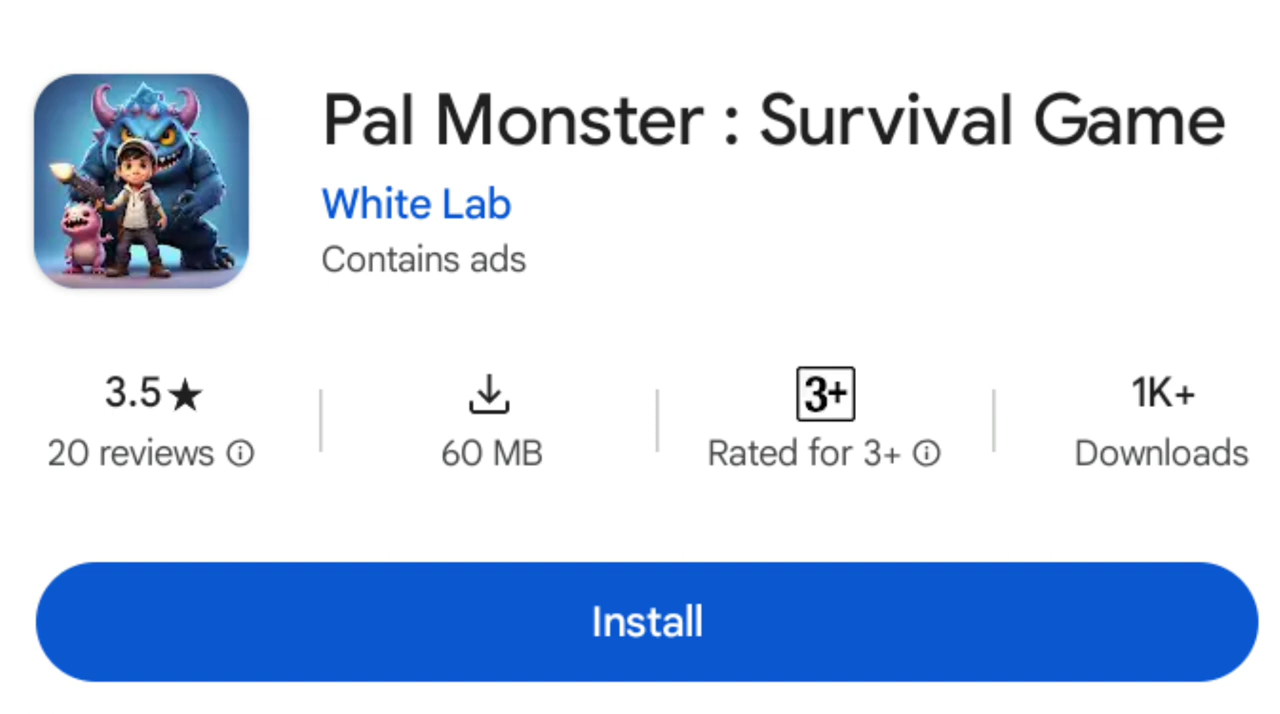 Pal Monster : Survival Game
White Lab
Contains ads
3.5★
20 reviews
60 MB
3+
Rated for 3+
1K+
Downloads
Install